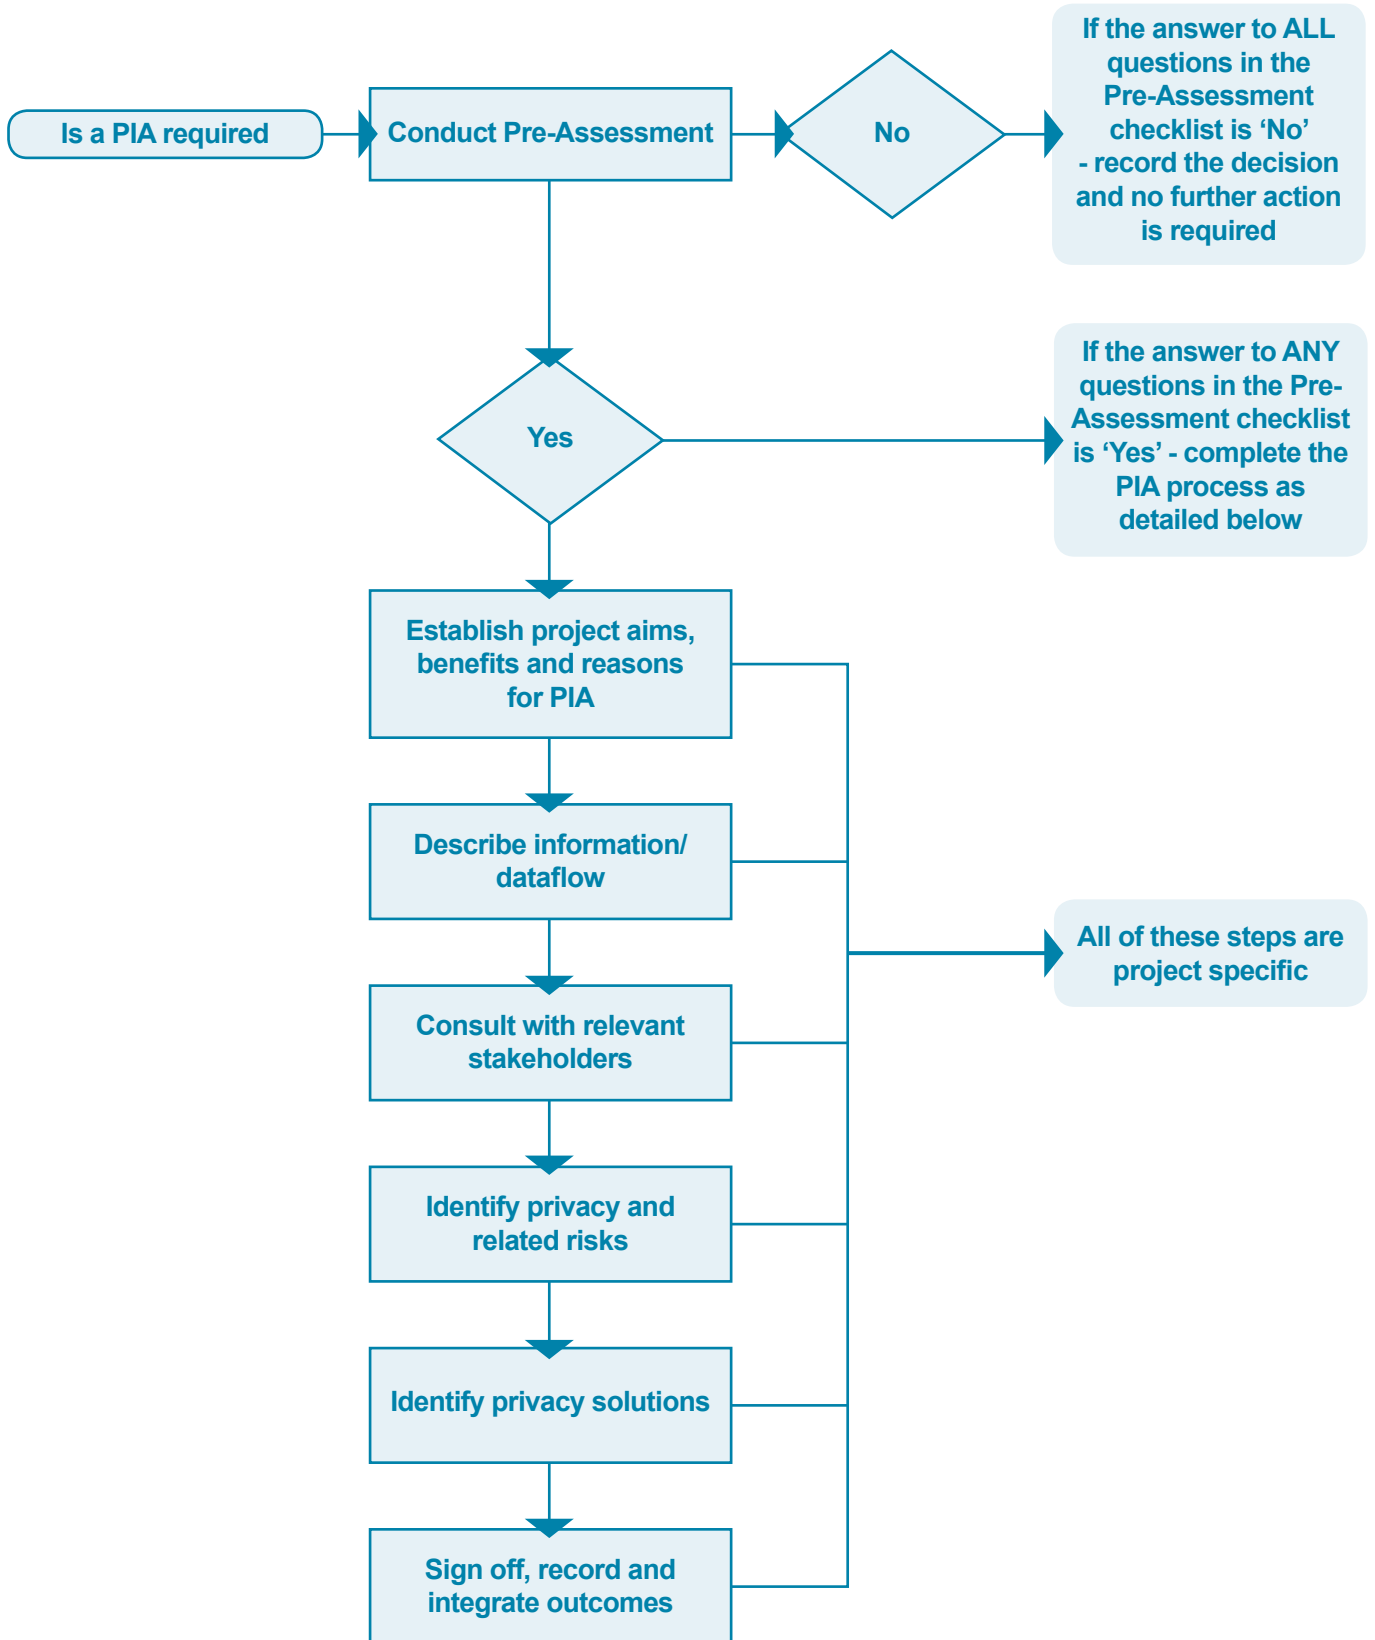 Is a PIA required
Conduct Pre-Assessment
No
If the answer to ALL
questions in the
Pre-Assessment
checklist is ‘No’
- record the decision
and no further action
is required
Yes
If the answer to ANY
questions in the Pre-
Assessment checklist
is ‘Yes’ - complete the
PIA process as
detailed below
Establish project aims,
benefits and reasons
for PIA
Describe information/
dataflow
Consult with relevant
stakeholders
All of these steps are
project specific
Identify privacy and
related risks
Identify privacy solutions
Sign off, record and
integrate outcomes